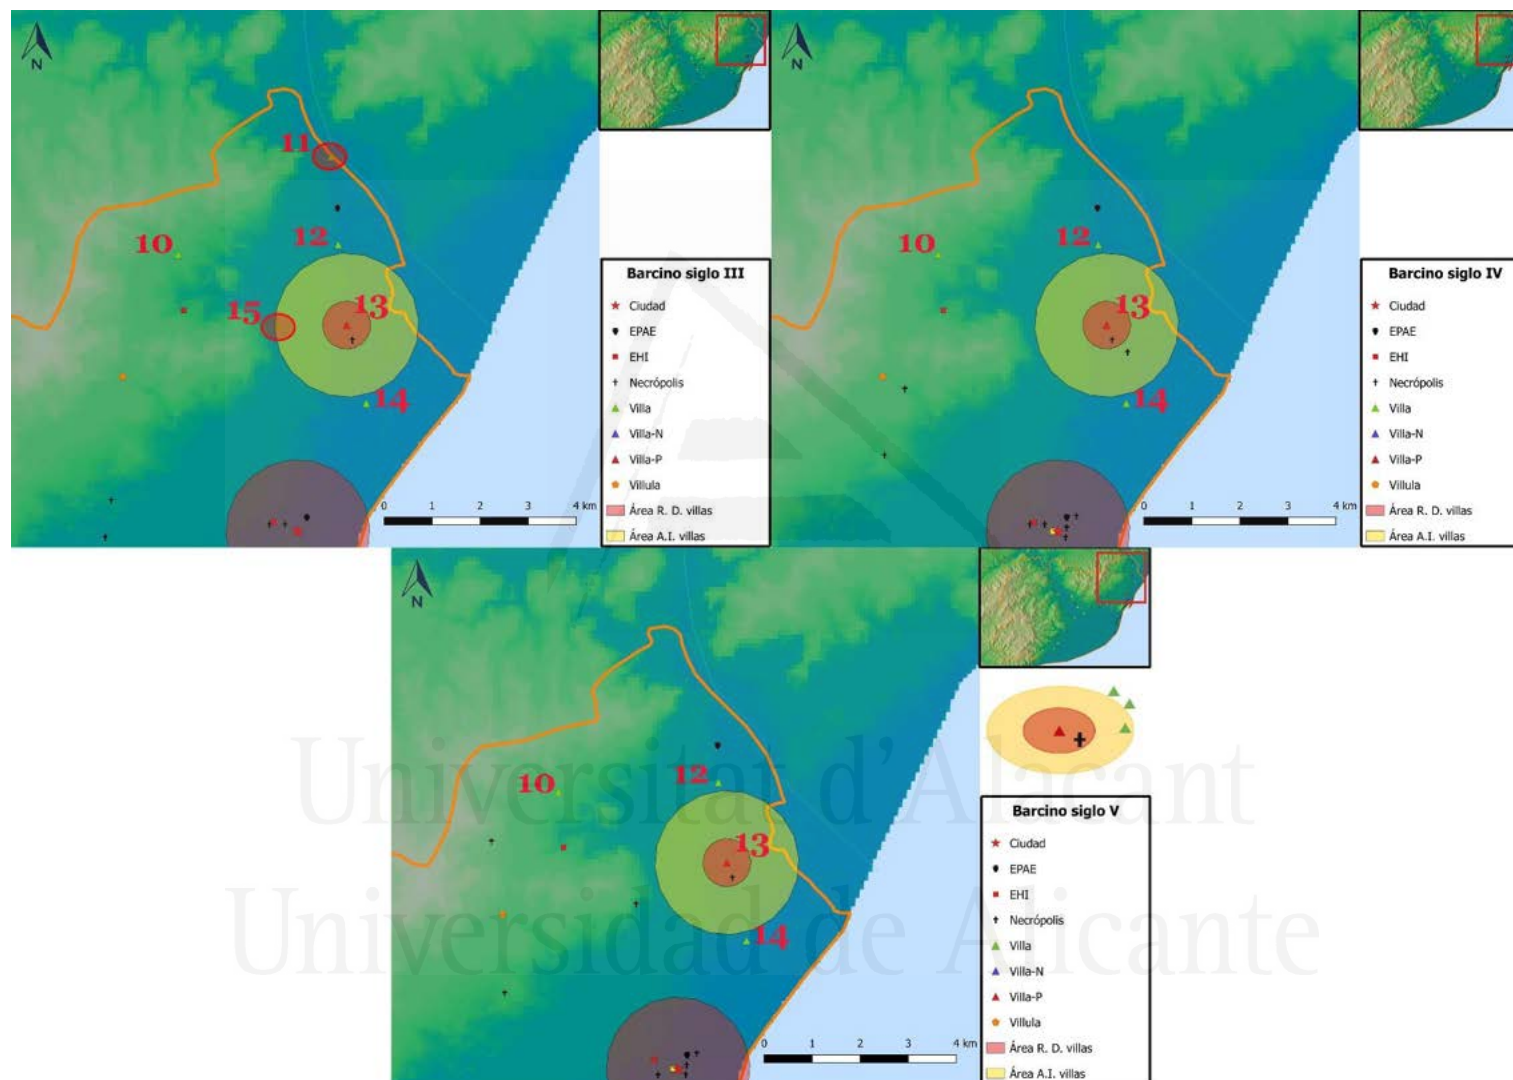 N
11
10
12
15
13
14
0 1 2 3 4 km
Barcino siglo III
Ciudad
EPAE
EHI
Necrópolis
Villa
Villa-N
Villa-P
Villula
Área R. D. villas
Área A.I. villas
N
10
12
13
14
0 1 2 3 4 km
Barcino siglo IV
Ciudad
EPAE
EHI
Necrópolis
Villa
Villa-N
Villa-P
Villula
Área R. D. villas
Área A.I. villas
N
10
12
13
14
0 1 2 3 4 km
Barcino siglo V
Ciudad
EPAE
EHI
Necrópolis
Villa
Villa-N
Villa-P
Villula
Área R. D. villas
Área A.I. villas
Universitat d'Alacant
Universidad de Alicante